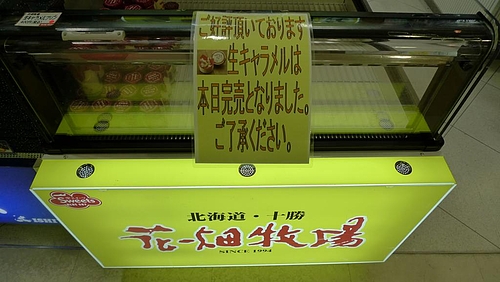 ご好評頂いております
生キャラメルは
本日完売となりました。
ご了承ください。
Sweets
北海道・十勝
花畑牧場
SINCE 1992